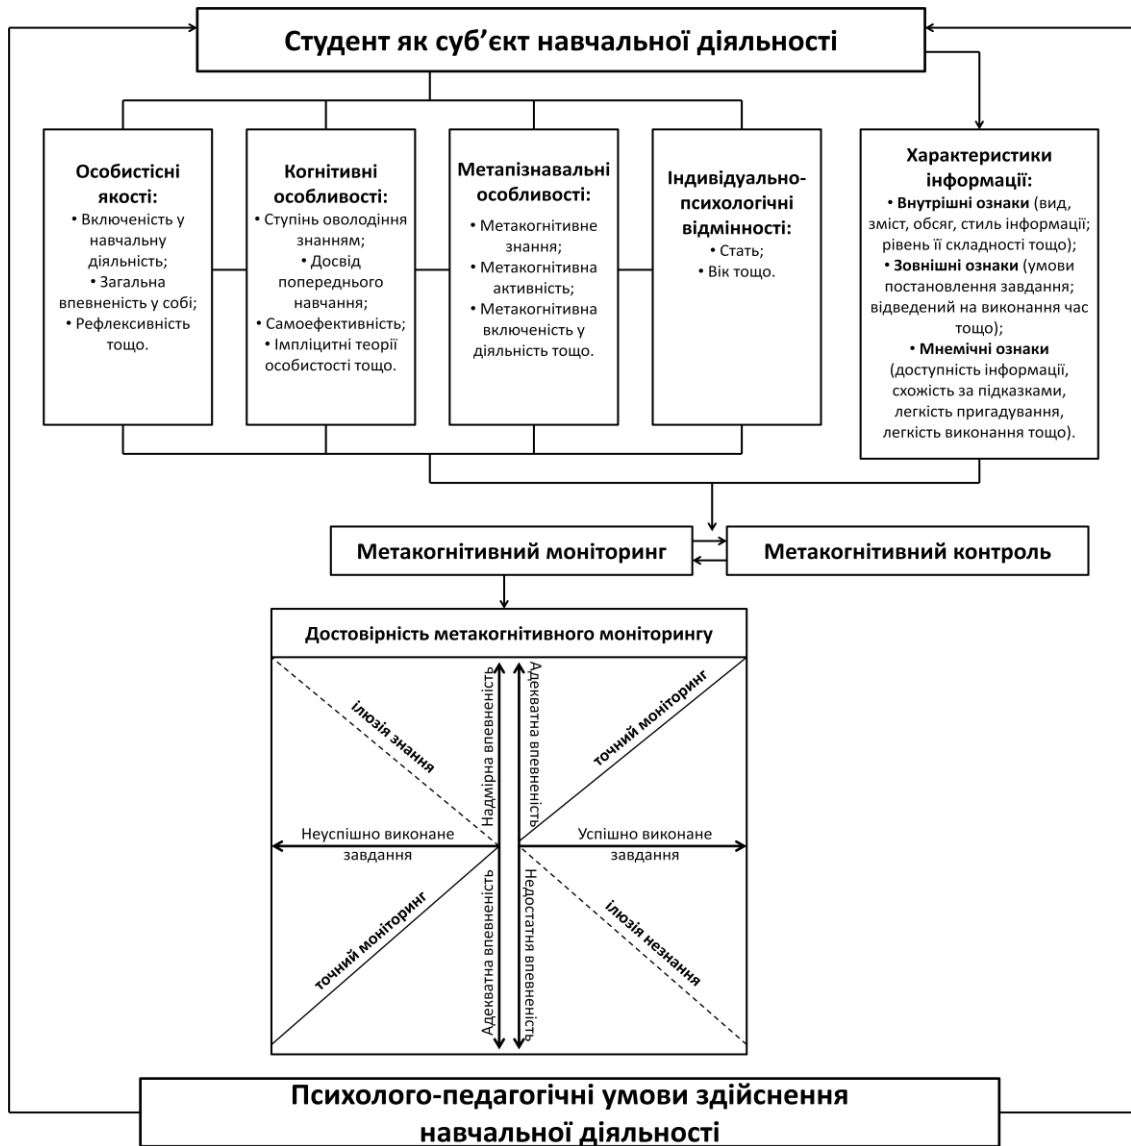 Студент як суб’єкт навчальної діяльності
Особистісні
якості:
• Включеність у
навчальну
діяльність;
• Загальна
впевненість у собі;
• Рефлексивність
тощо.
Когнітивні
особливості:
• Ступінь оволодіння
знанням;
• Досвід
попереднього
навчання;
• Самоефективність;
• Імпліцитні теорії
особистості тощо.
Метапізнавальні
особливості:
• Метакогнітивне
знання;
• Метакогнітивна
активність;
• Метакогнітивна
включеність у
діяльність тощо.
Індивідуально-
психологічні
відмінності:
• Стать;
• Вік тощо.
Характеристики
інформації:
• Внутрішні ознаки (вид,
зміст, обсяг, стиль інформації;
рівень її складності тощо);
• Зовнішні ознаки (умови
постановлення завдання;
відведений на виконання час
тощо);
• Мнемічні ознаки
(доступність інформації,
схожість за підказками,
легкість пригадування,
легкість виконання тощо).
Метакогнітивний моніторинг
Метакогнітивний контроль
Достовірність метакогнітивного моніторингу
ілюзія знання
Надмірна впевненість
Адекватна впевненість
точний моніторинг
Неуспішно виконане
завдання
Успішно виконане
завдання
точний моніторинг
Адекватна впевненість
Недостатня впевненість
ілюзія незнання
Психолого-педагогічні умови здійснення
навчальної діяльності